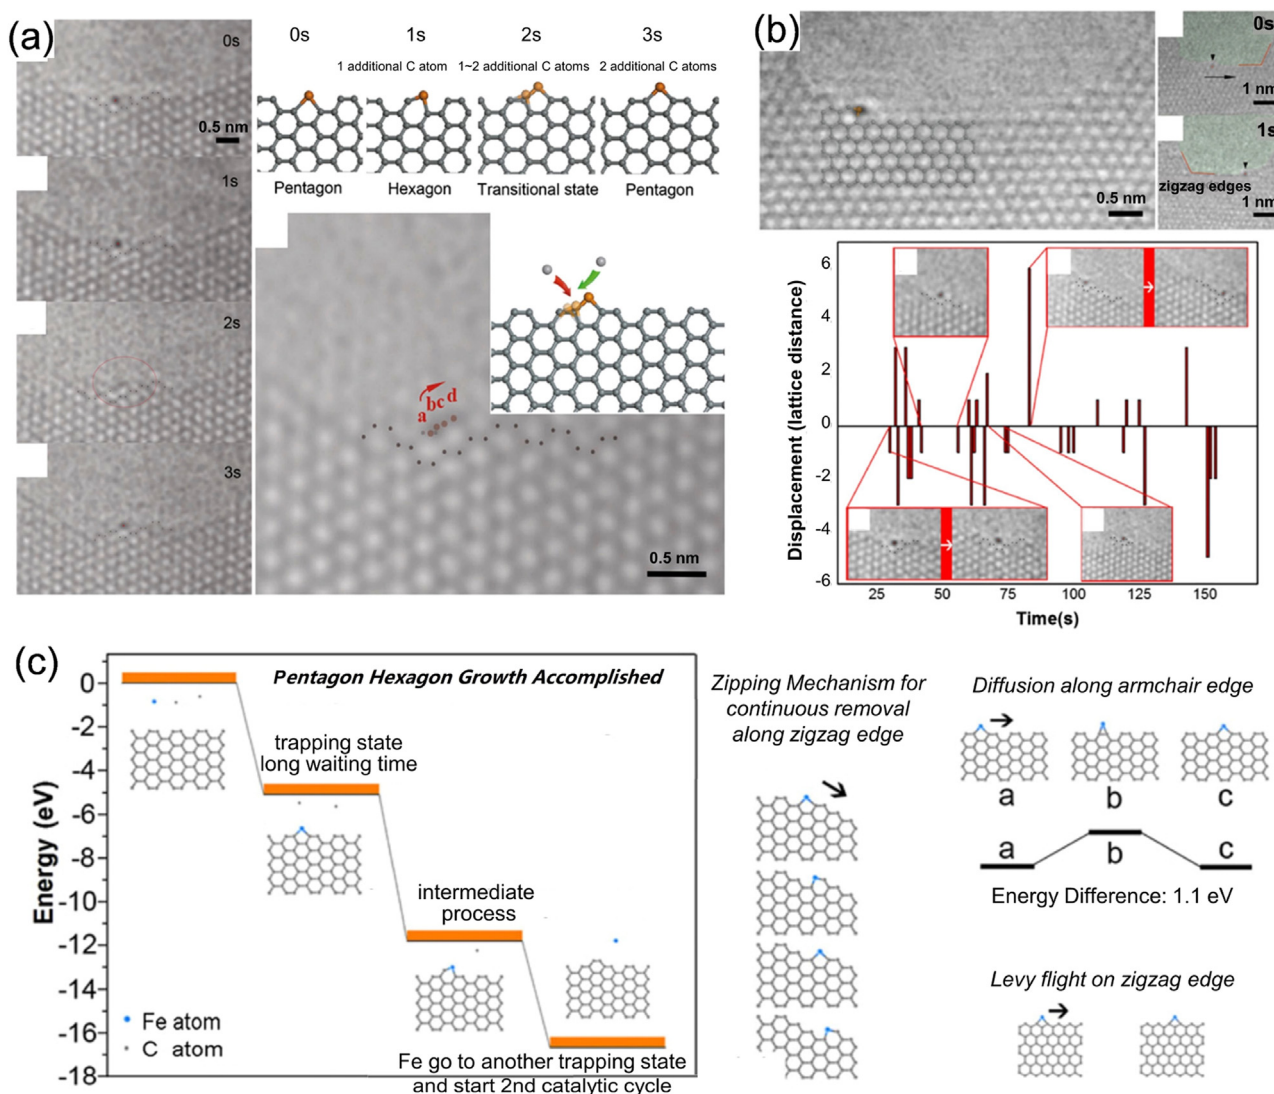 (a)
0s
0.5 nm
1s
2s
3s
0s 1s 2s 3s
1 additional C atom 1~2 additional C atoms 2 additional C atoms
Pentagon Hexagon Transitional state Pentagon
a b c d
0.5 nm
(b)
0.5 nm
0s
1 nm
1s
zigzag edges
1 nm
Displacement (lattice distance)
6
4
2
0
-2
-4
-6
25 50 75 100 125 150
Time(s)
(c)
Energy (eV)
0
-2
-4
-6
-8
-10
-12
-14
-16
-18
Pentagon Hexagon Growth Accomplished
trapping state
long waiting time
intermediate
process
Fe atom
C atom
Fe go to another trapping state
and start 2nd catalytic cycle
Zipping Mechanism for
continuous removal
along zigzag edge
Diffusion along armchair edge
a b c
a b c
Energy Difference: 1.1 eV
Levy flight on zigzag edge